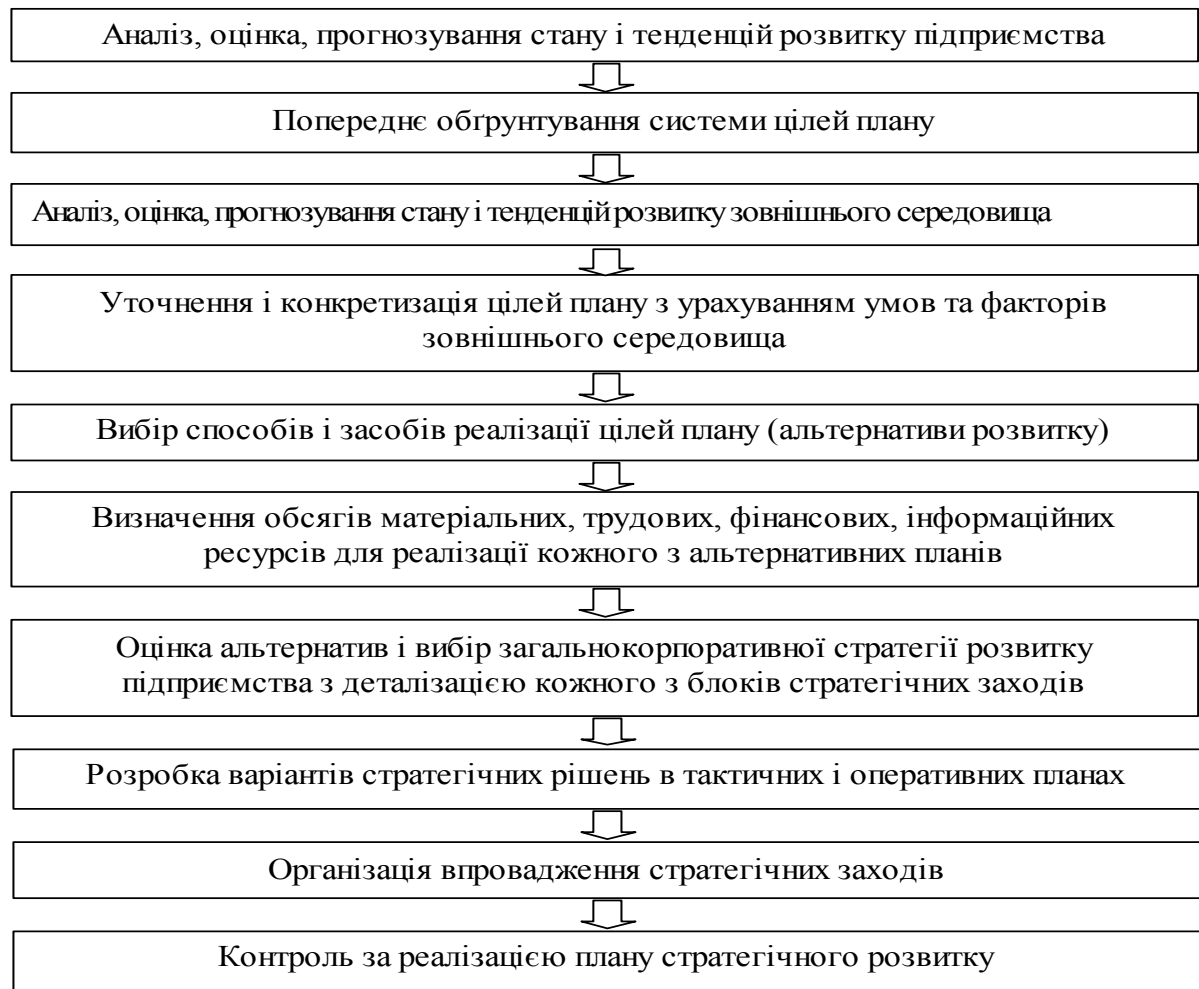 Аналіз, оцінка, прогнозування стану і тенденцій розвитку підприємства
Попереднє обґрунтування системи цілей плану
Аналіз, оцінка, прогнозування стану і тенденцій розвитку зовнішнього середовища
Уточнення і конкретизація цілей плану з урахуванням умов та факторів
зовнішнього середовища
Вибір способів і засобів реалізації цілей плану (альтернативи розвитку)
Визначення обсягів матеріальних, трудових, фінансових, інформаційних
ресурсів для реалізації кожного з альтернативних планів
Оцінка альтернатив і вибір загальнокорпоративної стратегії розвитку
підприємства з деталізацією кожного з блоків стратегічних заходів
Розробка варіантів стратегічних рішень в тактичних і оперативних планах
Організація впровадження стратегічних заходів
Контроль за реалізацією плану стратегічного розвитку